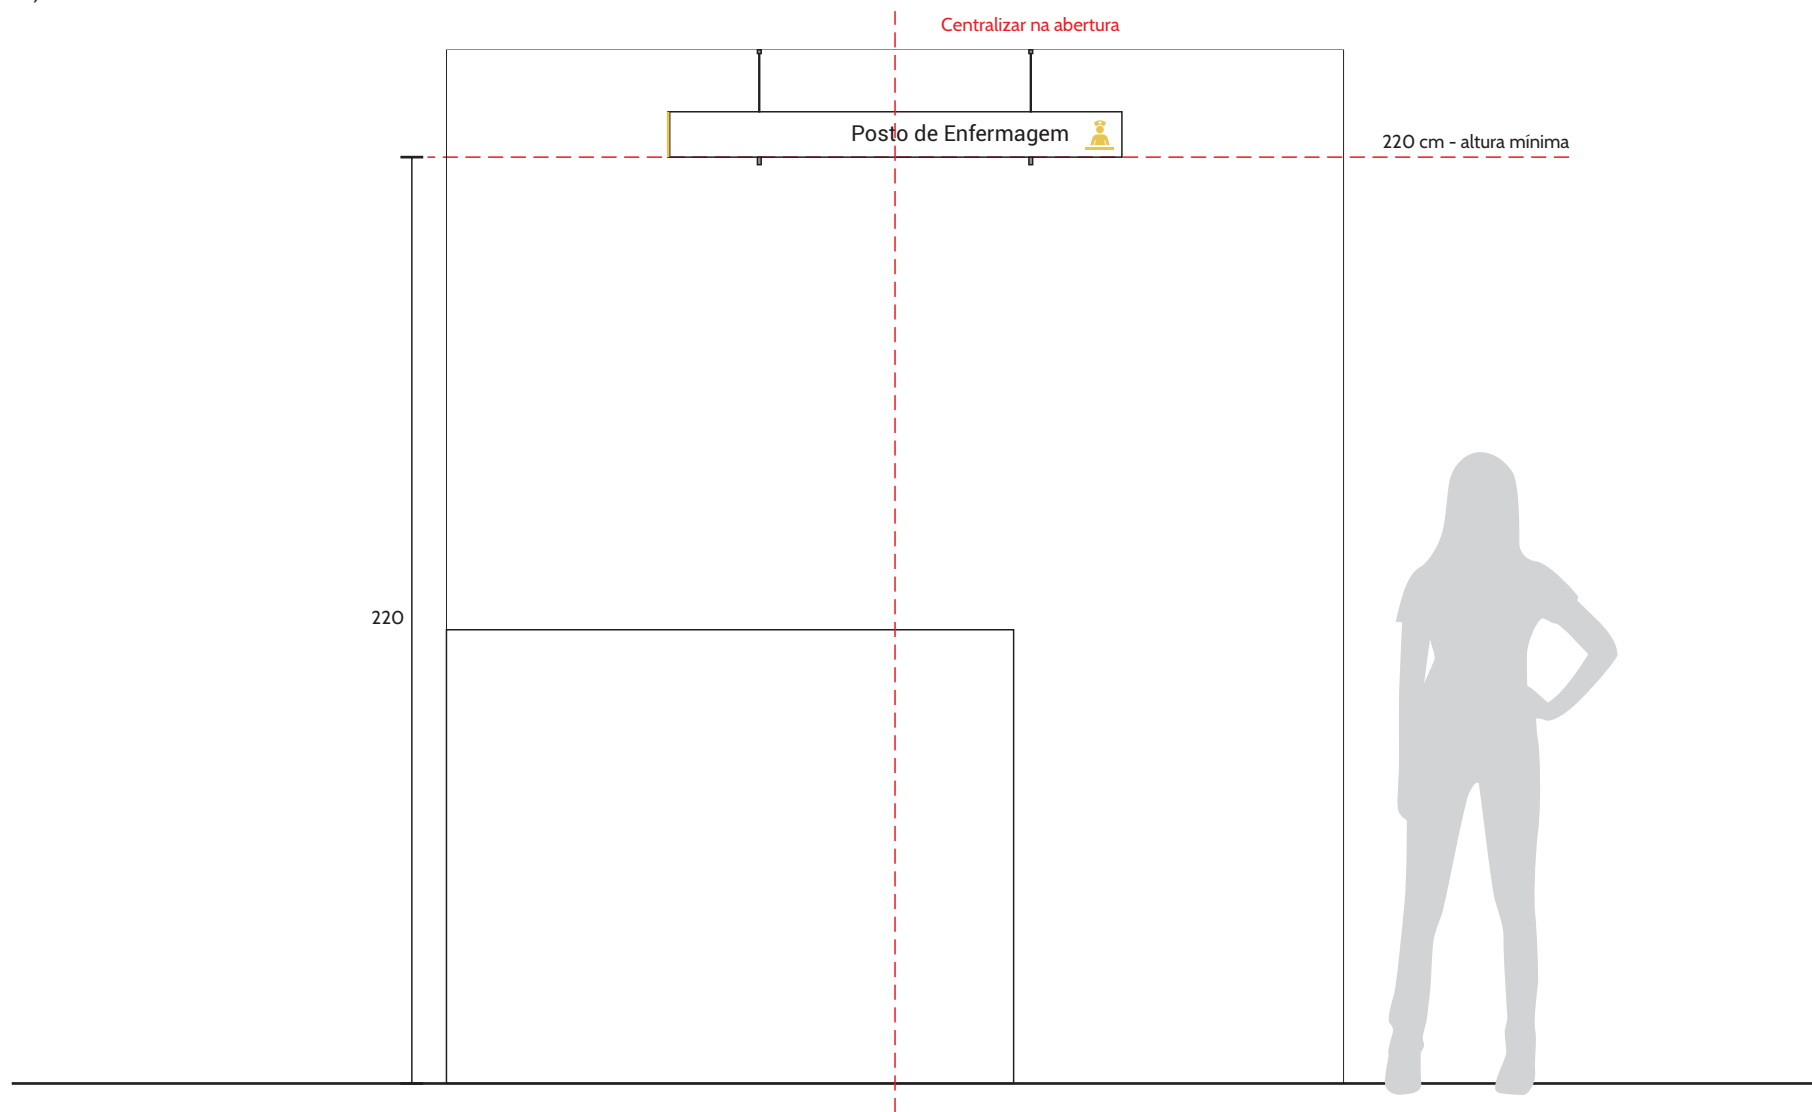 Centralizar na abertura
Posto de Enfermagem
220 cm - altura mínima
220